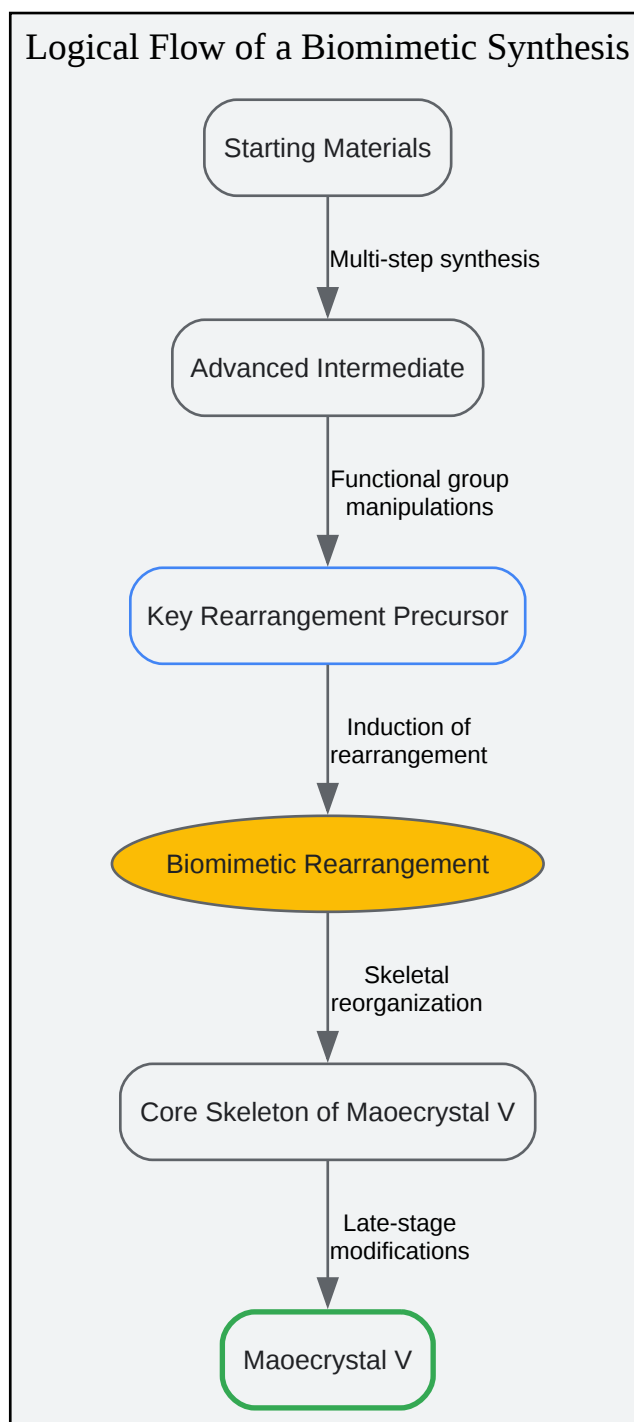 Logical Flow of a Biomimetic Synthesis
Starting Materials
Multi-step synthesis
Advanced Intermediate
Functional group
manipulations
Key Rearrangement Precursor
Induction of
rearrangement
Biomimetic Rearrangement
Skeletal
reorganization
Core Skeleton of Maoecrystal V
Late-stage
modifications
Maoecrystal V